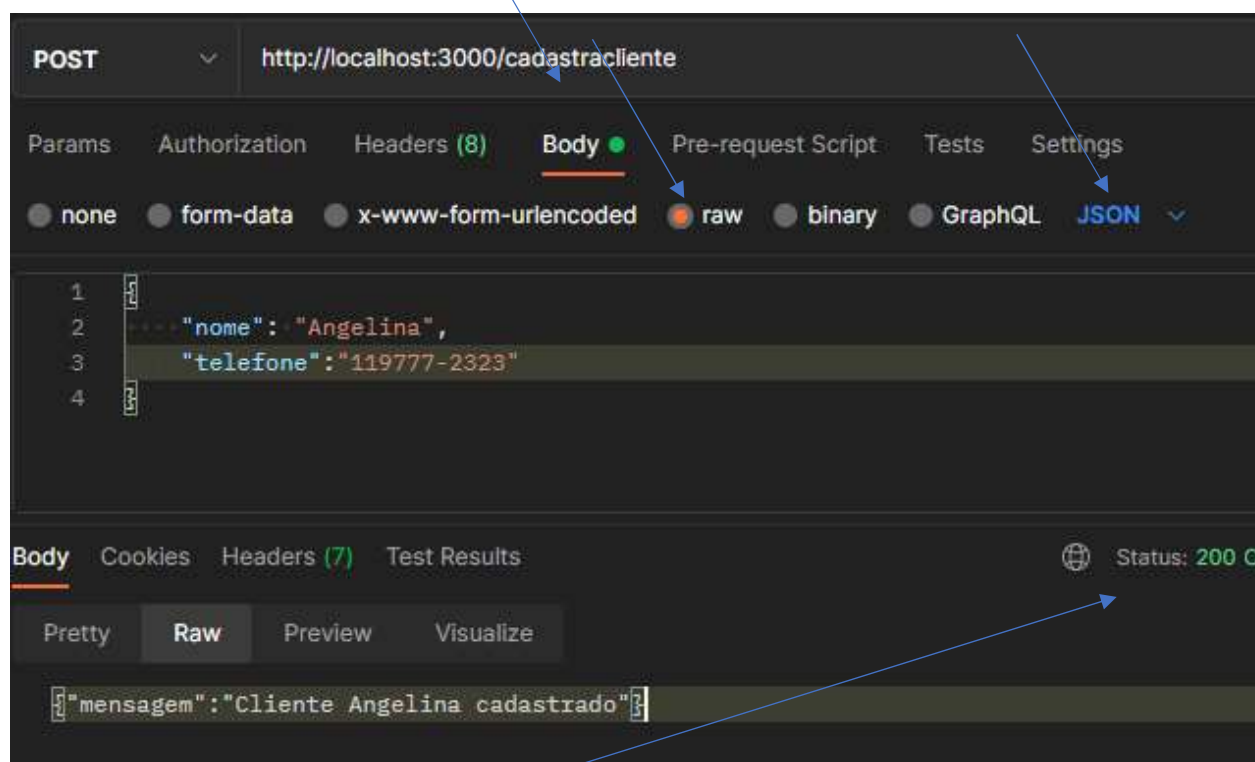 POST http://localhost:3000/cadastracliente
Params Authorization Headers (8) Body Pre-request Script Tests Settings
none form-data x-www-form-urlencoded raw binary GraphQL JSON
1 {
2 "nome": "Angelina",
3 "telefone":"119777-2323"
4 }
Body Cookies Headers (7) Test Results Status: 200
Pretty Raw Preview Visualize
{"mensagem":"Cliente Angelina cadastrado"}